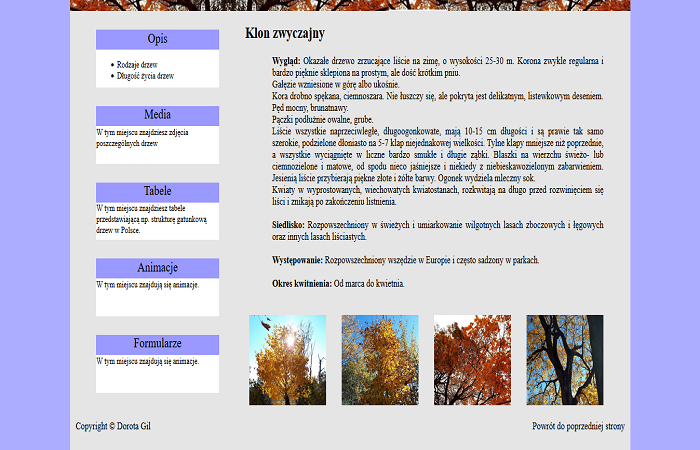 Opis
Rodzaje drzew
Długość życia drzew
Media
W tym miejscu znajdziesz zdjęcia
poszczególnych drzew
Tabele
W tym miejscu znajdziesz tabele
przedstawiającą np. strukturę gatunkową
drzew w Polsce.
Animacje
W tym miejscu znajdują się animacje.
Formularze
W tym miejscu znajdują się animacje.
Klon zwyczajny
Wygląd: Okazałe drzewo zrzucające liście na zimę, o wysokości 25-30 m. Korona zwykle regularna i
bardzo pięknie sklepiona na prostym, ale dość krótkim pniu.
Gałęzie wzniesione w górę albo ukośnie.
Kora drobno spękana, ciemnoszara. Nie łuszczy się, ale pokryta jest delikatnym, listewkowym deseniem.
Pęd mocny, brunatnawy.
Pączki podłużnie owalne, grube.
Liście wszystkie naprzeciwległe, długoogonkowate, mają 10-15 cm długości i są prawie tak samo
szerokie, podzielone dłoniasto na 5-7 klap niejednakowej wielkości. Tylne klapy mniejsze niż poprzednie,
a wszystkie wyciągnięte w liczne bardzo smukłe i długie ząbki. Blaszki na wierzchu świeżo- lub
ciemnozielone i matowe, od spodu nieco jaśniejsze i niekiedy z niebieskawozielonym zabarwieniem.
Jesienią liście przybierają piękne złote i żółte barwy. Ogonek wydziela mleczny sok.
Kwiaty w wyprostowanych, wiechowatych kwiatostanach, rozkwitają na długo przed rozwinięciem się
liści i znikają po zakończeniu listnienia.
Siedlisko: Rozpowszechniony w świeżych i umiarkowanie wilgotnych lasach zboczowych i łęgowych
oraz innych lasach liściastych.
Występowanie: Rozpowszechniony wszędzie w Europie i często sadzony w parkach.
Okres kwitnienia: Od marca do kwietnia.
Copyright © Dorota Gil
Powrót do poprzedniej strony